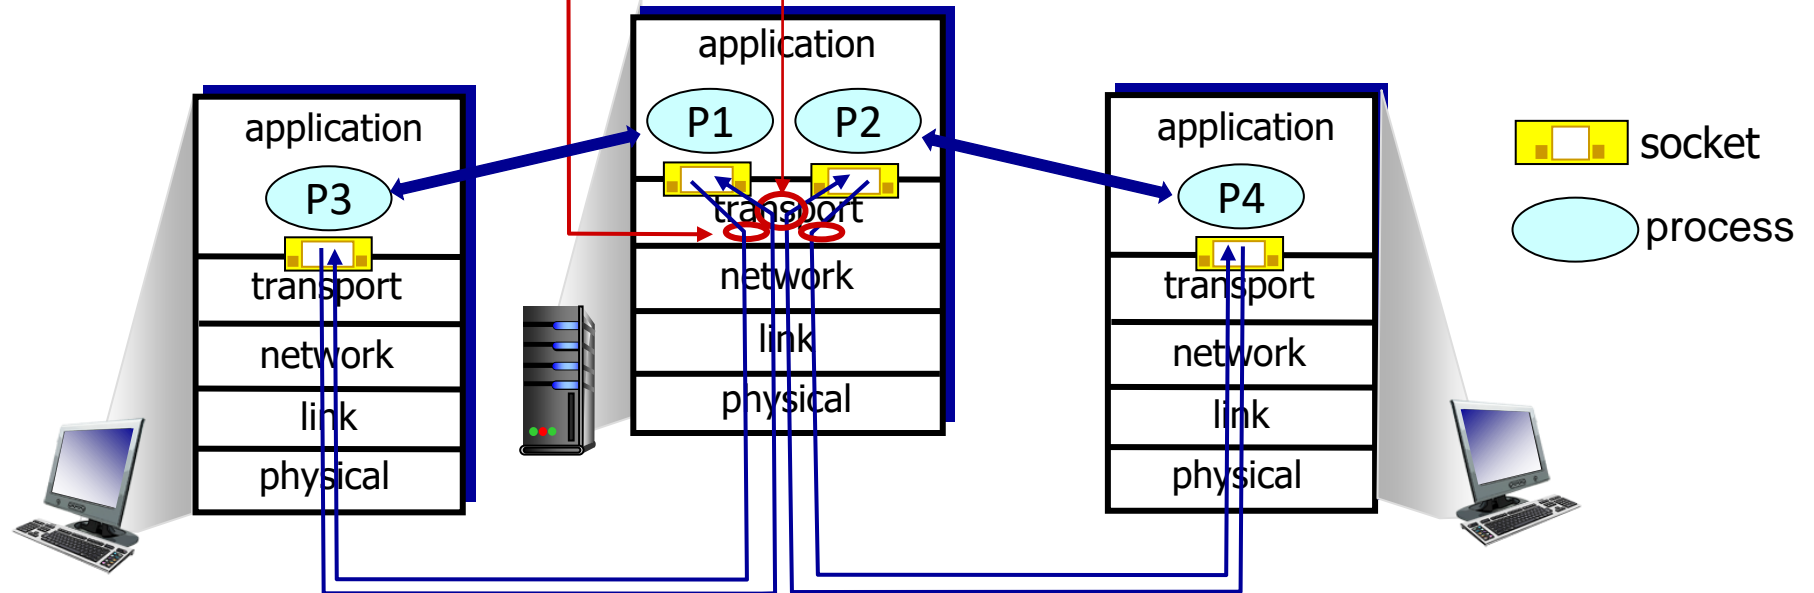 application
P3
transport
network
link
physical
application
P1
P2
transport
network
link
physical
application
P4
transport
network
link
physical
socket
process